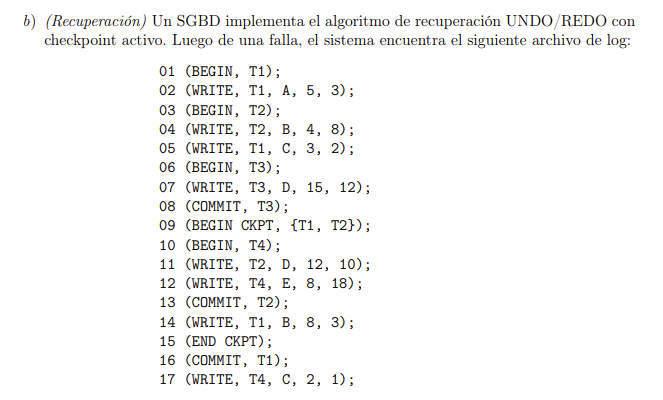 b) (Recuperación) Un SGBD implementa el algoritmo de recuperación UNDO/REDO con
checkpoint activo. Luego de una falla, el sistema encuentra el siguiente archivo de log:
01 (BEGIN, T1);
02 (WRITE, T1, A, 5, 3);
03 (BEGIN, T2);
04 (WRITE, T2, B, 4, 8);
05 (WRITE, T1, C, 3, 2);
06 (BEGIN, T3);
07 (WRITE, T3, D, 15, 12);
08 (COMMIT, T3);
09 (BEGIN CKPT, {T1, T2});
10 (BEGIN, T4);
11 (WRITE, T2, D, 12, 10);
12 (WRITE, T4, E, 8, 18);
13 (COMMIT, T2);
14 (WRITE, T1, B, 8, 3);
15 (END CKPT);
16 (COMMIT, T1);
17 (WRITE, T4, C, 2, 1);